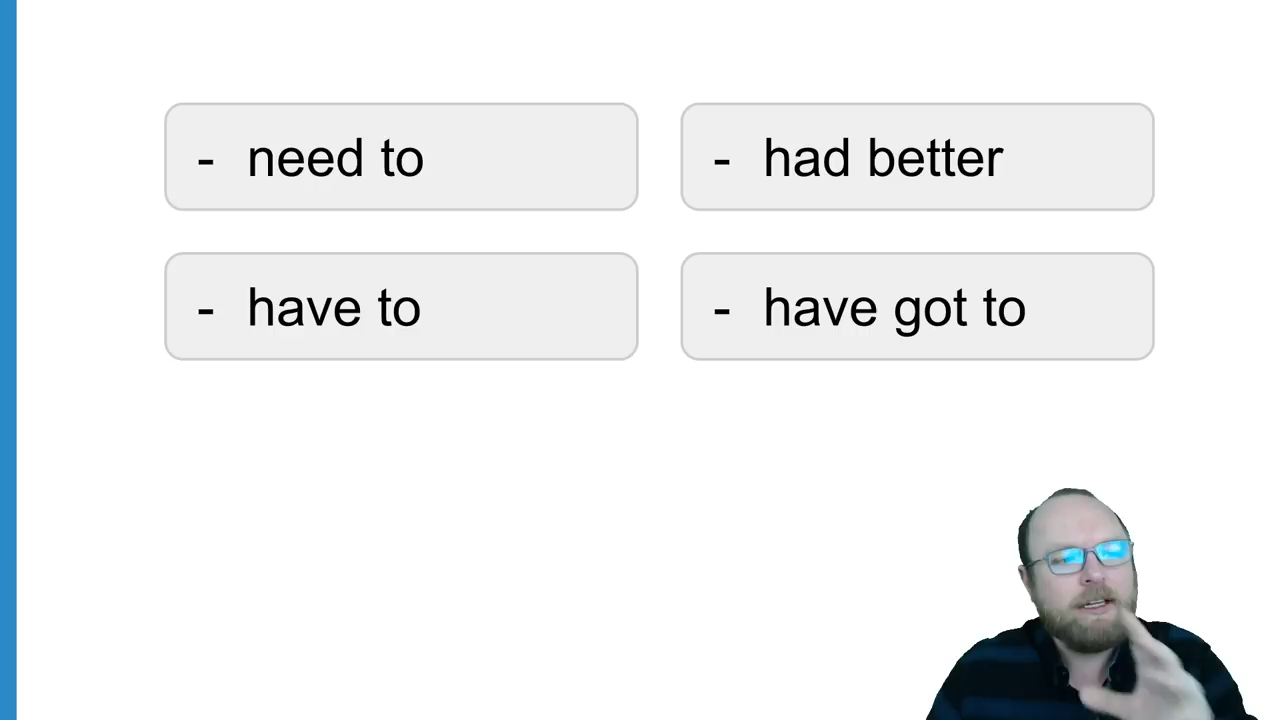 - need to
- had better
- have to
- have got to